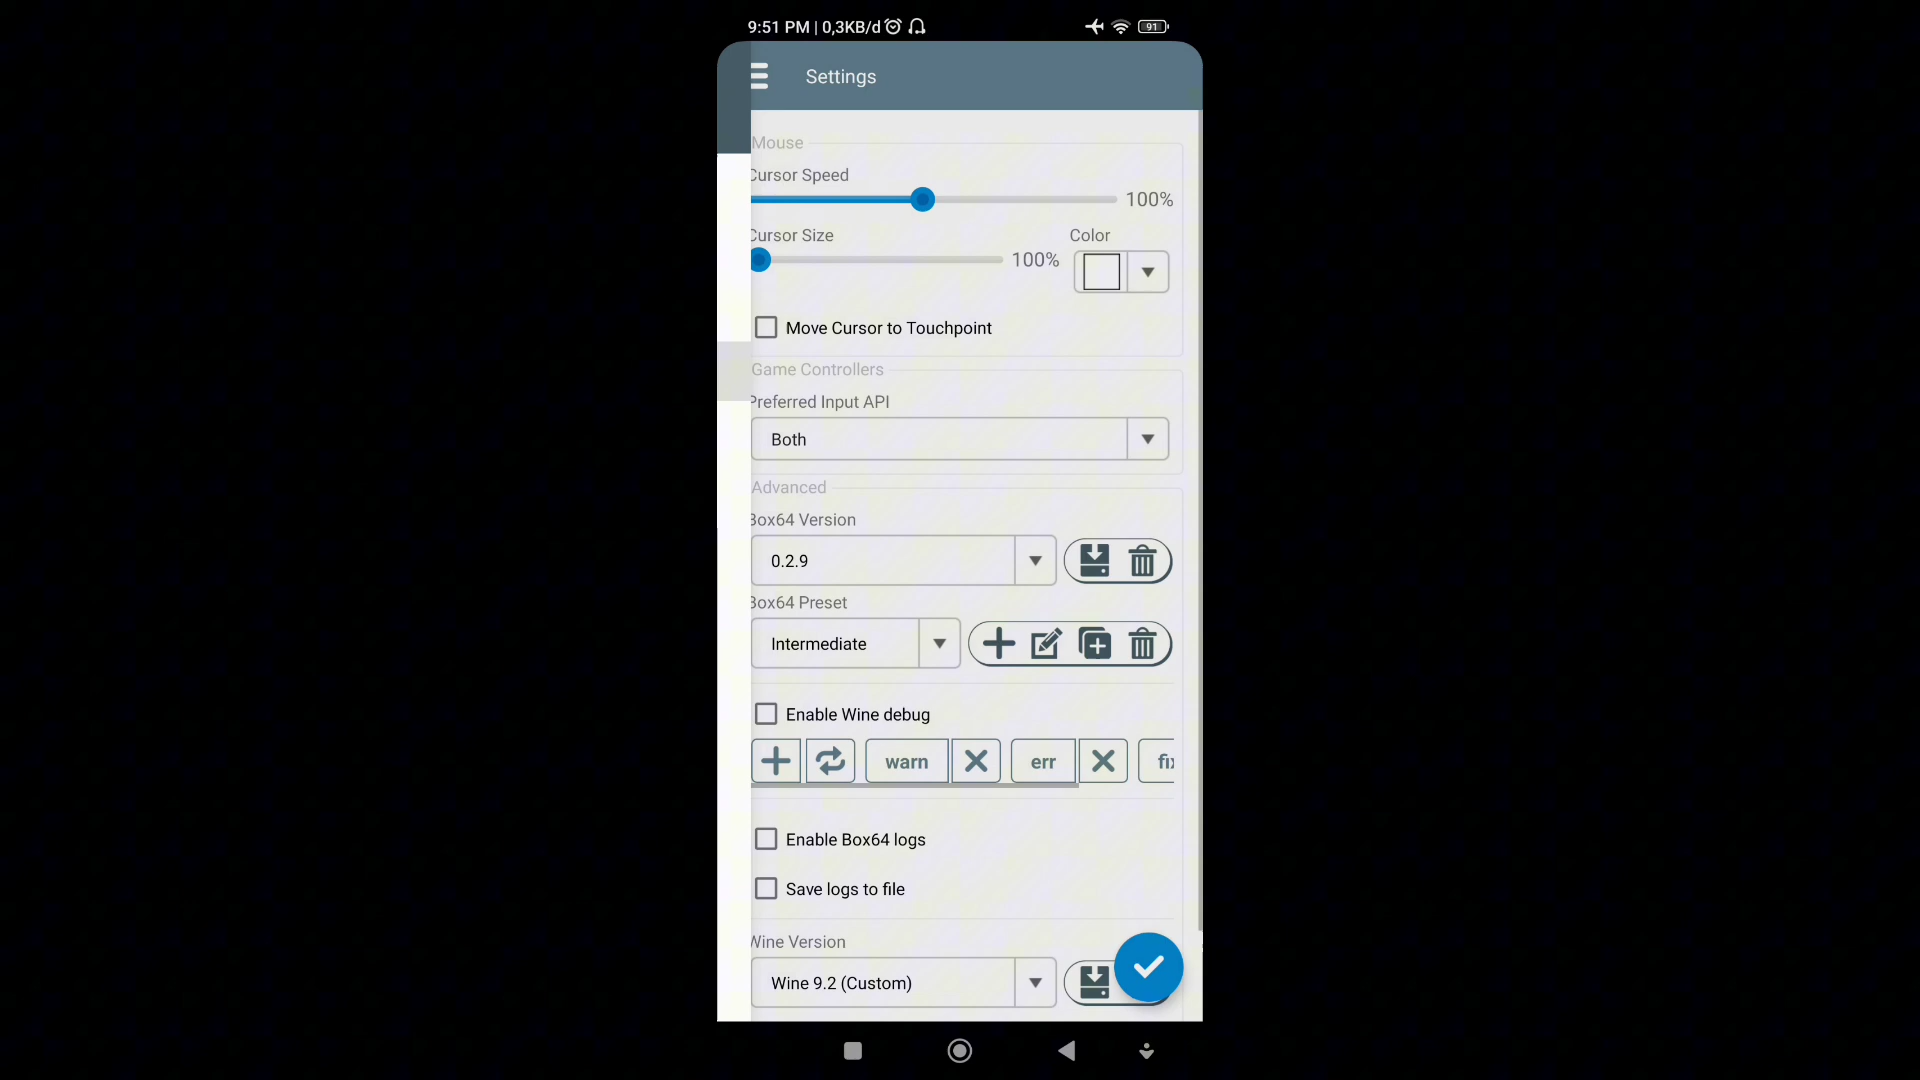 9:51 PM | 0,3KB/d
91
Settings
Mouse
Cursor Speed
100%
Cursor Size
Color
100%
Move Cursor to Touchpoint
Game Controllers
Preferred Input API
Both
Advanced
Box64 Version
0.2.9
Box64 Preset
Intermediate
Enable Wine debug
warn
err
Enable Box64 logs
Save logs to file
Wine Version
Wine 9.2 (Custom)